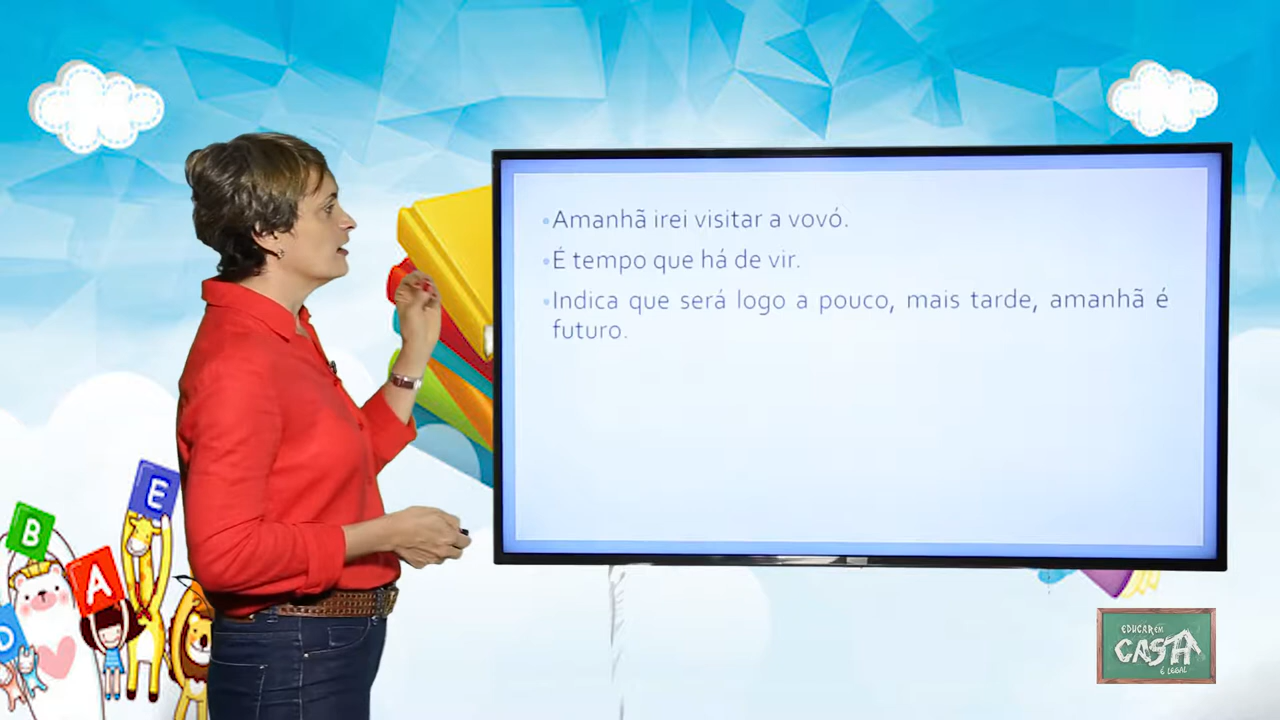 •Amanhã irei visitar a vovó.
•É tempo que há de vir.
•Indica que será logo a pouco, mais tarde, amanhã é
futuro.
E
B
A
O
EDUCAR EM
CASA
É LEGAL